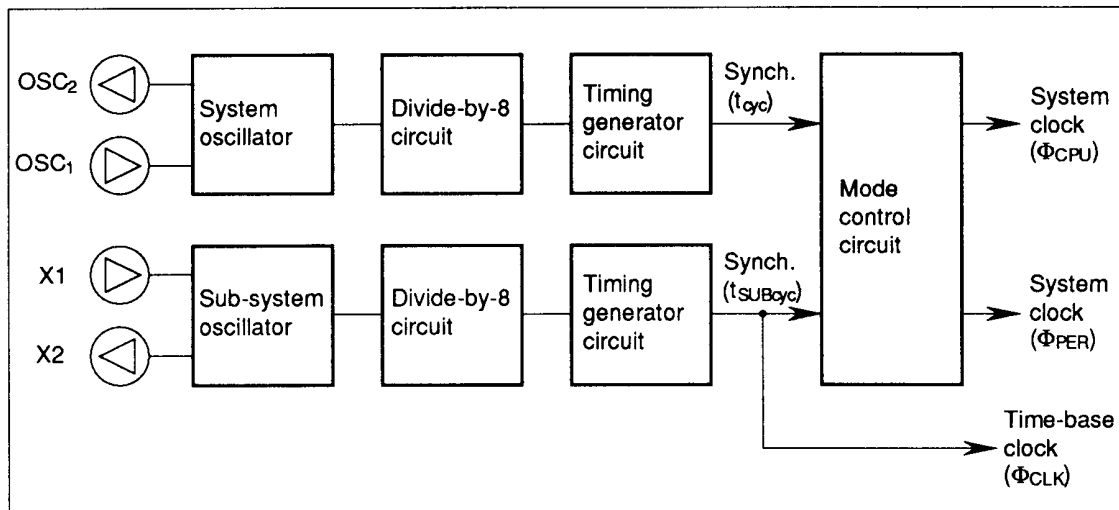 OSC2
OSC1
System
oscillator
Divide-by-8
circuit
Timing
generator
circuit
Synch.
(tcyc)
Mode
control
circuit
System
clock
(ΦCPU)
X1
X2
Sub-system
oscillator
Divide-by-8
circuit
Timing
generator
circuit
Synch.
(tSUBcyc)
System
clock
(ΦPER)
Time-base
clock
(ΦCLK)